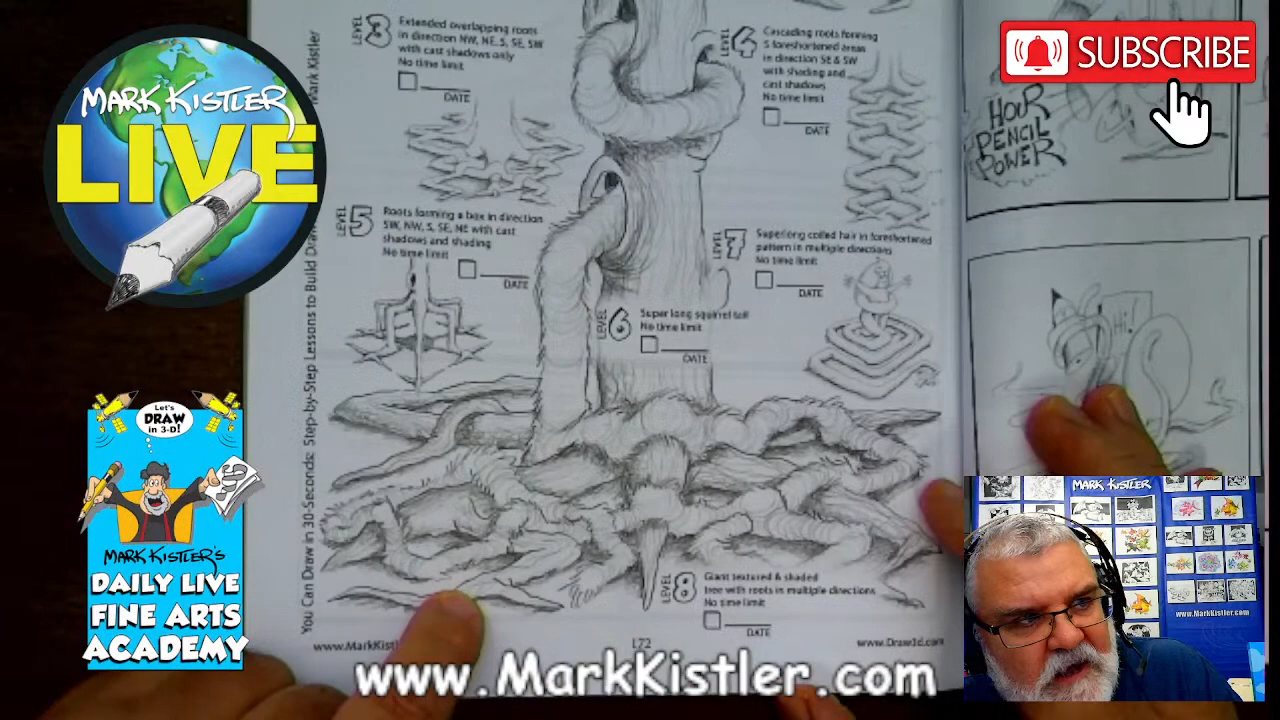 MARK KISTLER
LIVE
LEVEL 3
Extended overlapping roots
in direction NW, NE, S, SE, SW
with cast shadows only
No time limit
DATE
LEVEL
Cascading roots forming
5 foreshortened areas
in direction SE & SW
with shading and
cast shadows
No time limit
DATE
SUBSCRIBE
HOUR
PENCIL
POWER
LEVEL 5
Roots forming a box in direction
SW, NW, S, SE, NE with cast
shadows and shading
No time limit
DATE
LEVEL 7
Superlong coiled hair in foreshortened
pattern in multiple directions
No time limit
DATE
LEVEL 6
Super long squirrel tail
No time limit
DATE
Hi!
LEVEL 8
Giant textured & shaded
tree with roots in multiple directions
No time limit
DATE
You Can Draw in 30-Seconds: Step-by-Step Lessons to Build
Mark Kistler
172
www.Draw3d.com
Let's
DRAW
in 3-D!
MARK KISTLER'S
DAILY LIVE
FINE ARTS
ACADEMY
www.MarkKistler.com
MARK KISTLER
www.MarkKistler.com